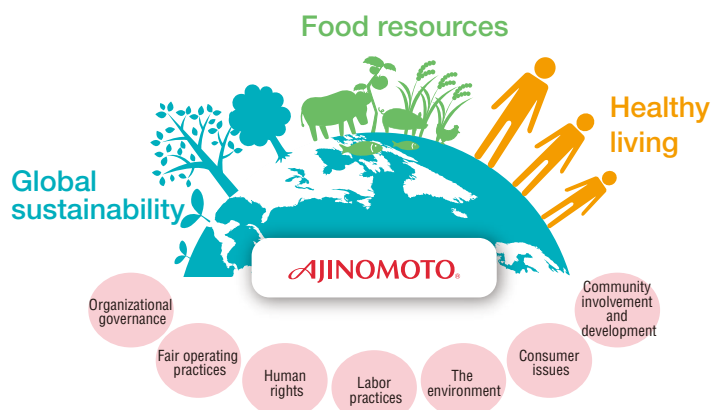 Food resources
Healthy
living
Global
sustainability
AJINOMOTO®
Organizational
governance
Fair operating
practices
Human
rights
Labor
practices
The
environment
Consumer
issues
Community
involvement
and
development